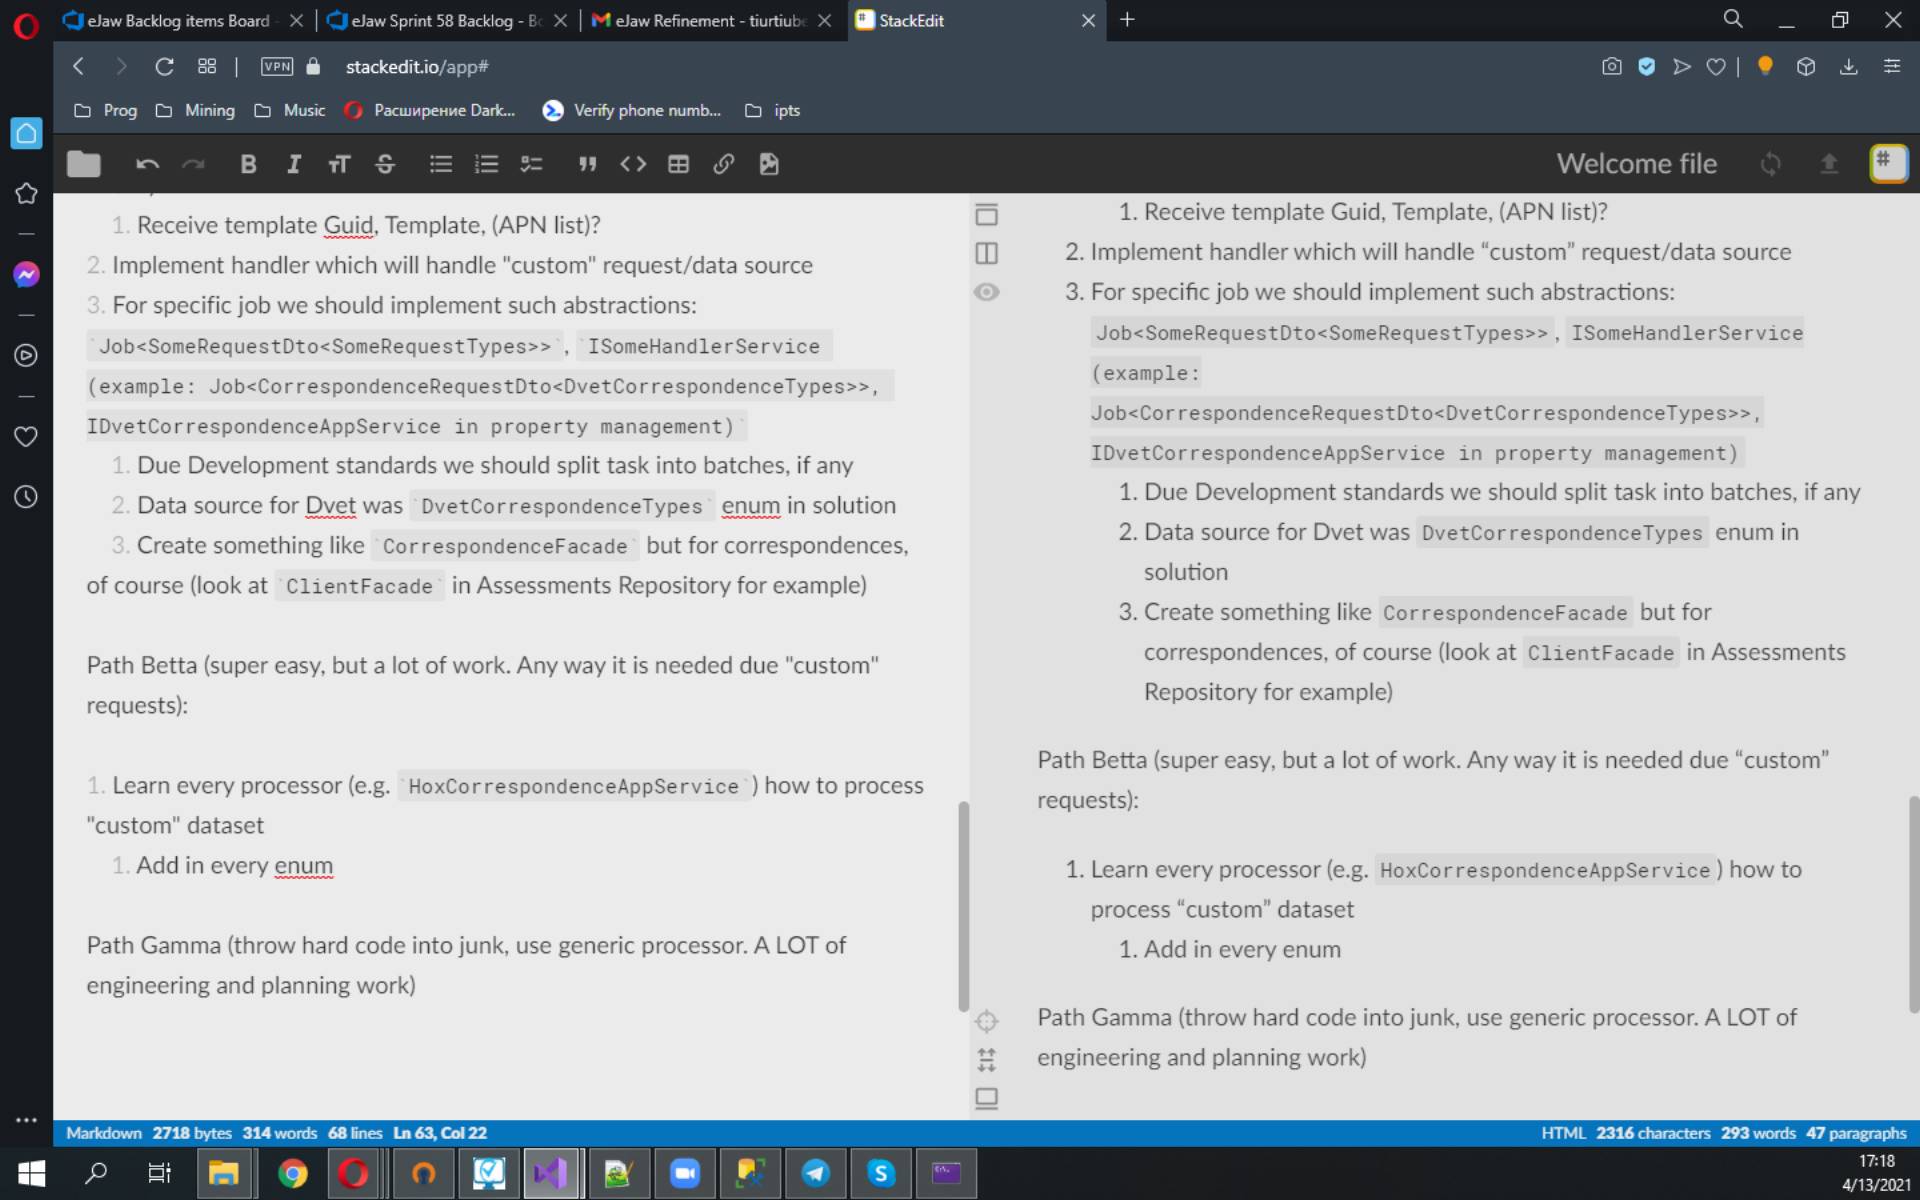 eJaw Backlog items Board
eJaw Sprint 58 Backlog - Bo
eJaw Refinement - tiurtiube
StackEdit
VPN
stackedit.io/app#
Prog
Mining
Music
Расширение Dark...
Verify phone numb...
ipts
Welcome file
1. Receive template Guid, Template, (APN list)?
2. Implement handler which will handle "custom" request/data source
3. For specific job we should implement such abstractions:
`Job<SomeRequestDto<SomeRequestTypes>>`, `ISomeHandlerService
(example: Job<CorrespondenceRequestDto<DvetCorrespondenceTypes>>,
IDvetCorrespondenceAppService in property management)`
1. Due Development standards we should split task into batches, if any
2. Data source for Dvet was `DvetCorrespondenceTypes` enum in solution
3. Create something like `CorrespondenceFacade` but for correspondences,
of course (look at `ClientFacade` in Assessments Repository for example)
Path Betta (super easy, but a lot of work. Any way it is needed due "custom"
requests):
1. Learn every processor (e.g. `HoxCorrespondenceAppService`) how to process
"custom" dataset
1. Add in every enum
Path Gamma (throw hard code into junk, use generic processor. A LOT of
engineering and planning work)
1. Receive template Guid, Template, (APN list)?
2. Implement handler which will handle “custom” request/data source
3. For specific job we should implement such abstractions:
Job<SomeRequestDto<SomeRequestTypes>>, ISomeHandlerService
(example:
Job<CorrespondenceRequestDto<DvetCorrespondenceTypes>>,
IDvetCorrespondenceAppService in property management)
1. Due Development standards we should split task into batches, if any
2. Data source for Dvet was DvetCorrespondenceTypes enum in
solution
3. Create something like CorrespondenceFacade but for
correspondences, of course (look at ClientFacade in Assessments
Repository for example)
Path Betta (super easy, but a lot of work. Any way it is needed due “custom”
requests):
1. Learn every processor (e.g. HoxCorrespondenceAppService) how to
process “custom” dataset
1. Add in every enum
Path Gamma (throw hard code into junk, use generic processor. A LOT of
engineering and planning work)
Markdown 2718 bytes 314 words 68 lines Ln 63, Col 22
HTML 2316 characters 293 words 47 paragraphs
17:18
4/13/2021